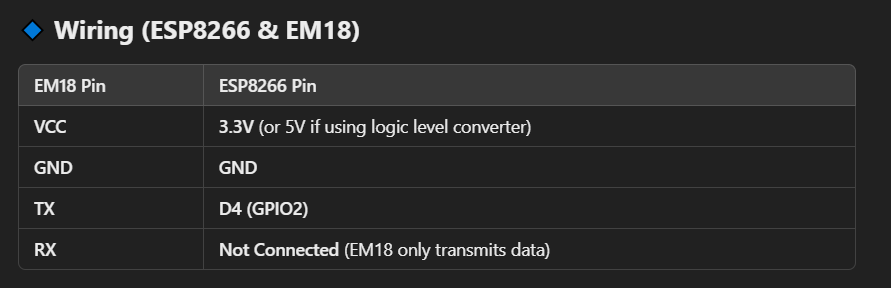 Wiring (ESP8266 & EM18)
EM18 Pin ESP8266 Pin
VCC 3.3V (or 5V if using logic level converter)
GND GND
TX D4 (GPIO2)
RX Not Connected (EM18 only transmits data)